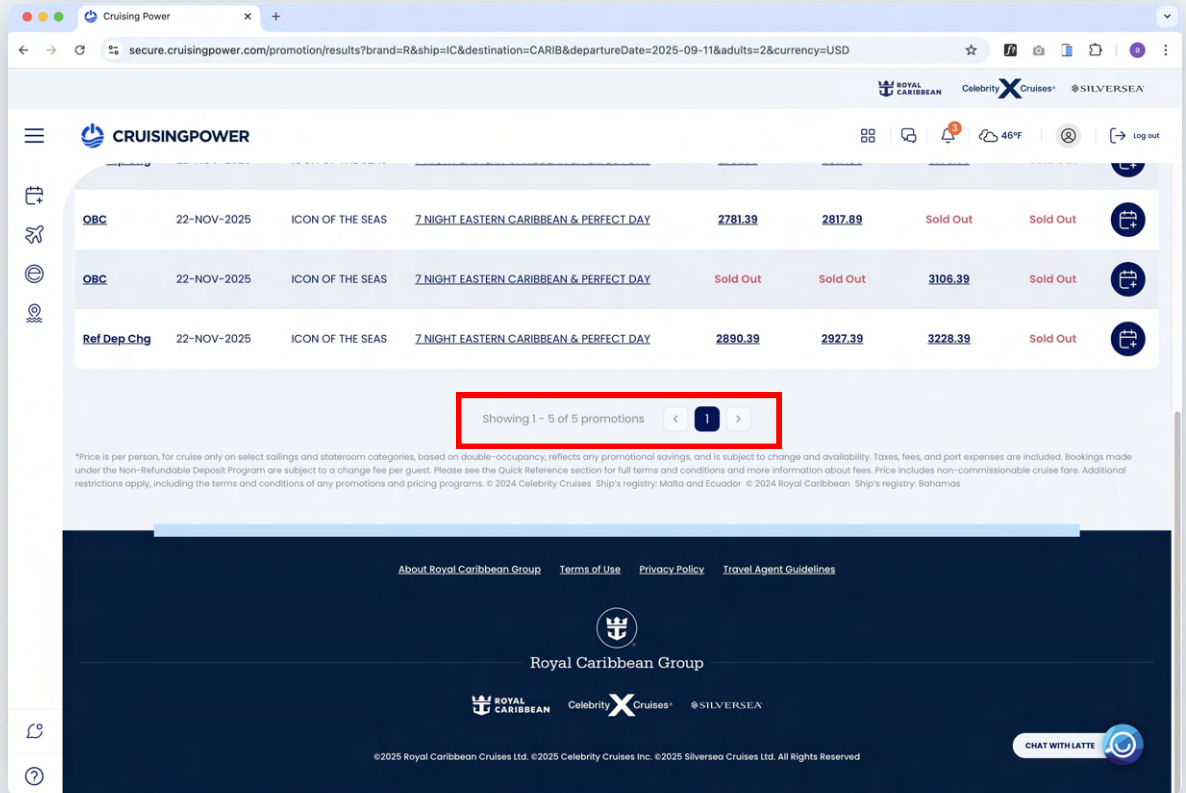 Cruising Power
secure.cruisingpower.com/promotion/results?brand=R&ship=IC&destination=CARIB&departureDate=2025-09-11&adults=2&currency=USD
a
ROYAL CARIBBEAN Celebrity X Cruises® SILVERSEA
CRUISINGPOWER 3 46°F Log out
OBC 22-NOV-2025 ICON OF THE SEAS 7 NIGHT EASTERN CARIBBEAN & PERFECT DAY 2781.39 2817.89 Sold Out Sold Out
OBC 22-NOV-2025 ICON OF THE SEAS 7 NIGHT EASTERN CARIBBEAN & PERFECT DAY Sold Out Sold Out 3106.39 Sold Out
Ref Dep Chg 22-NOV-2025 ICON OF THE SEAS 7 NIGHT EASTERN CARIBBEAN & PERFECT DAY 2890.39 2927.39 3228.39 Sold Out
Showing 1 - 5 of 5 promotions < 1 >
*Price is per person, for cruise only on select sailings and stateroom categories, based on double-occupancy, reflects any promotional savings, and is subject to change and availability. Taxes, fees, and port expenses are included. Bookings made
under the Non-Refundable Deposit Program are subject to a change fee per guest. Please see the Quick Reference section for full terms and conditions and more information about fees. Price includes non-commissionable cruise fare. Additional
restrictions apply, including the terms and conditions of any promotions and pricing programs. © 2024 Celebrity Cruises Ship's registry: Malta and Ecuador © 2024 Royal Caribbean Ship's registry: Bahamas
About Royal Caribbean Group Terms of Use Privacy Policy Travel Agent Guidelines
Royal Caribbean Group
ROYAL CARIBBEAN Celebrity X Cruises® SILVERSEA
CHAT WITH LATTE
©2025 Royal Caribbean Cruises Ltd. ©2025 Celebrity Cruises Inc. ©2025 Silversea Cruises Ltd. All Rights Reserved